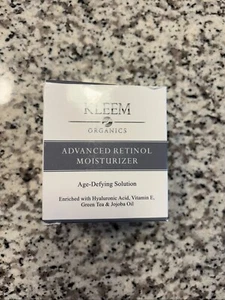 KLEEM
ORGANICS
ADVANCED RETINOL
MOISTURIZER
Age-Defying Solution
Enriched with Hyaluronic Acid, Vitamin E,
Green Tea & Jojoba Oil